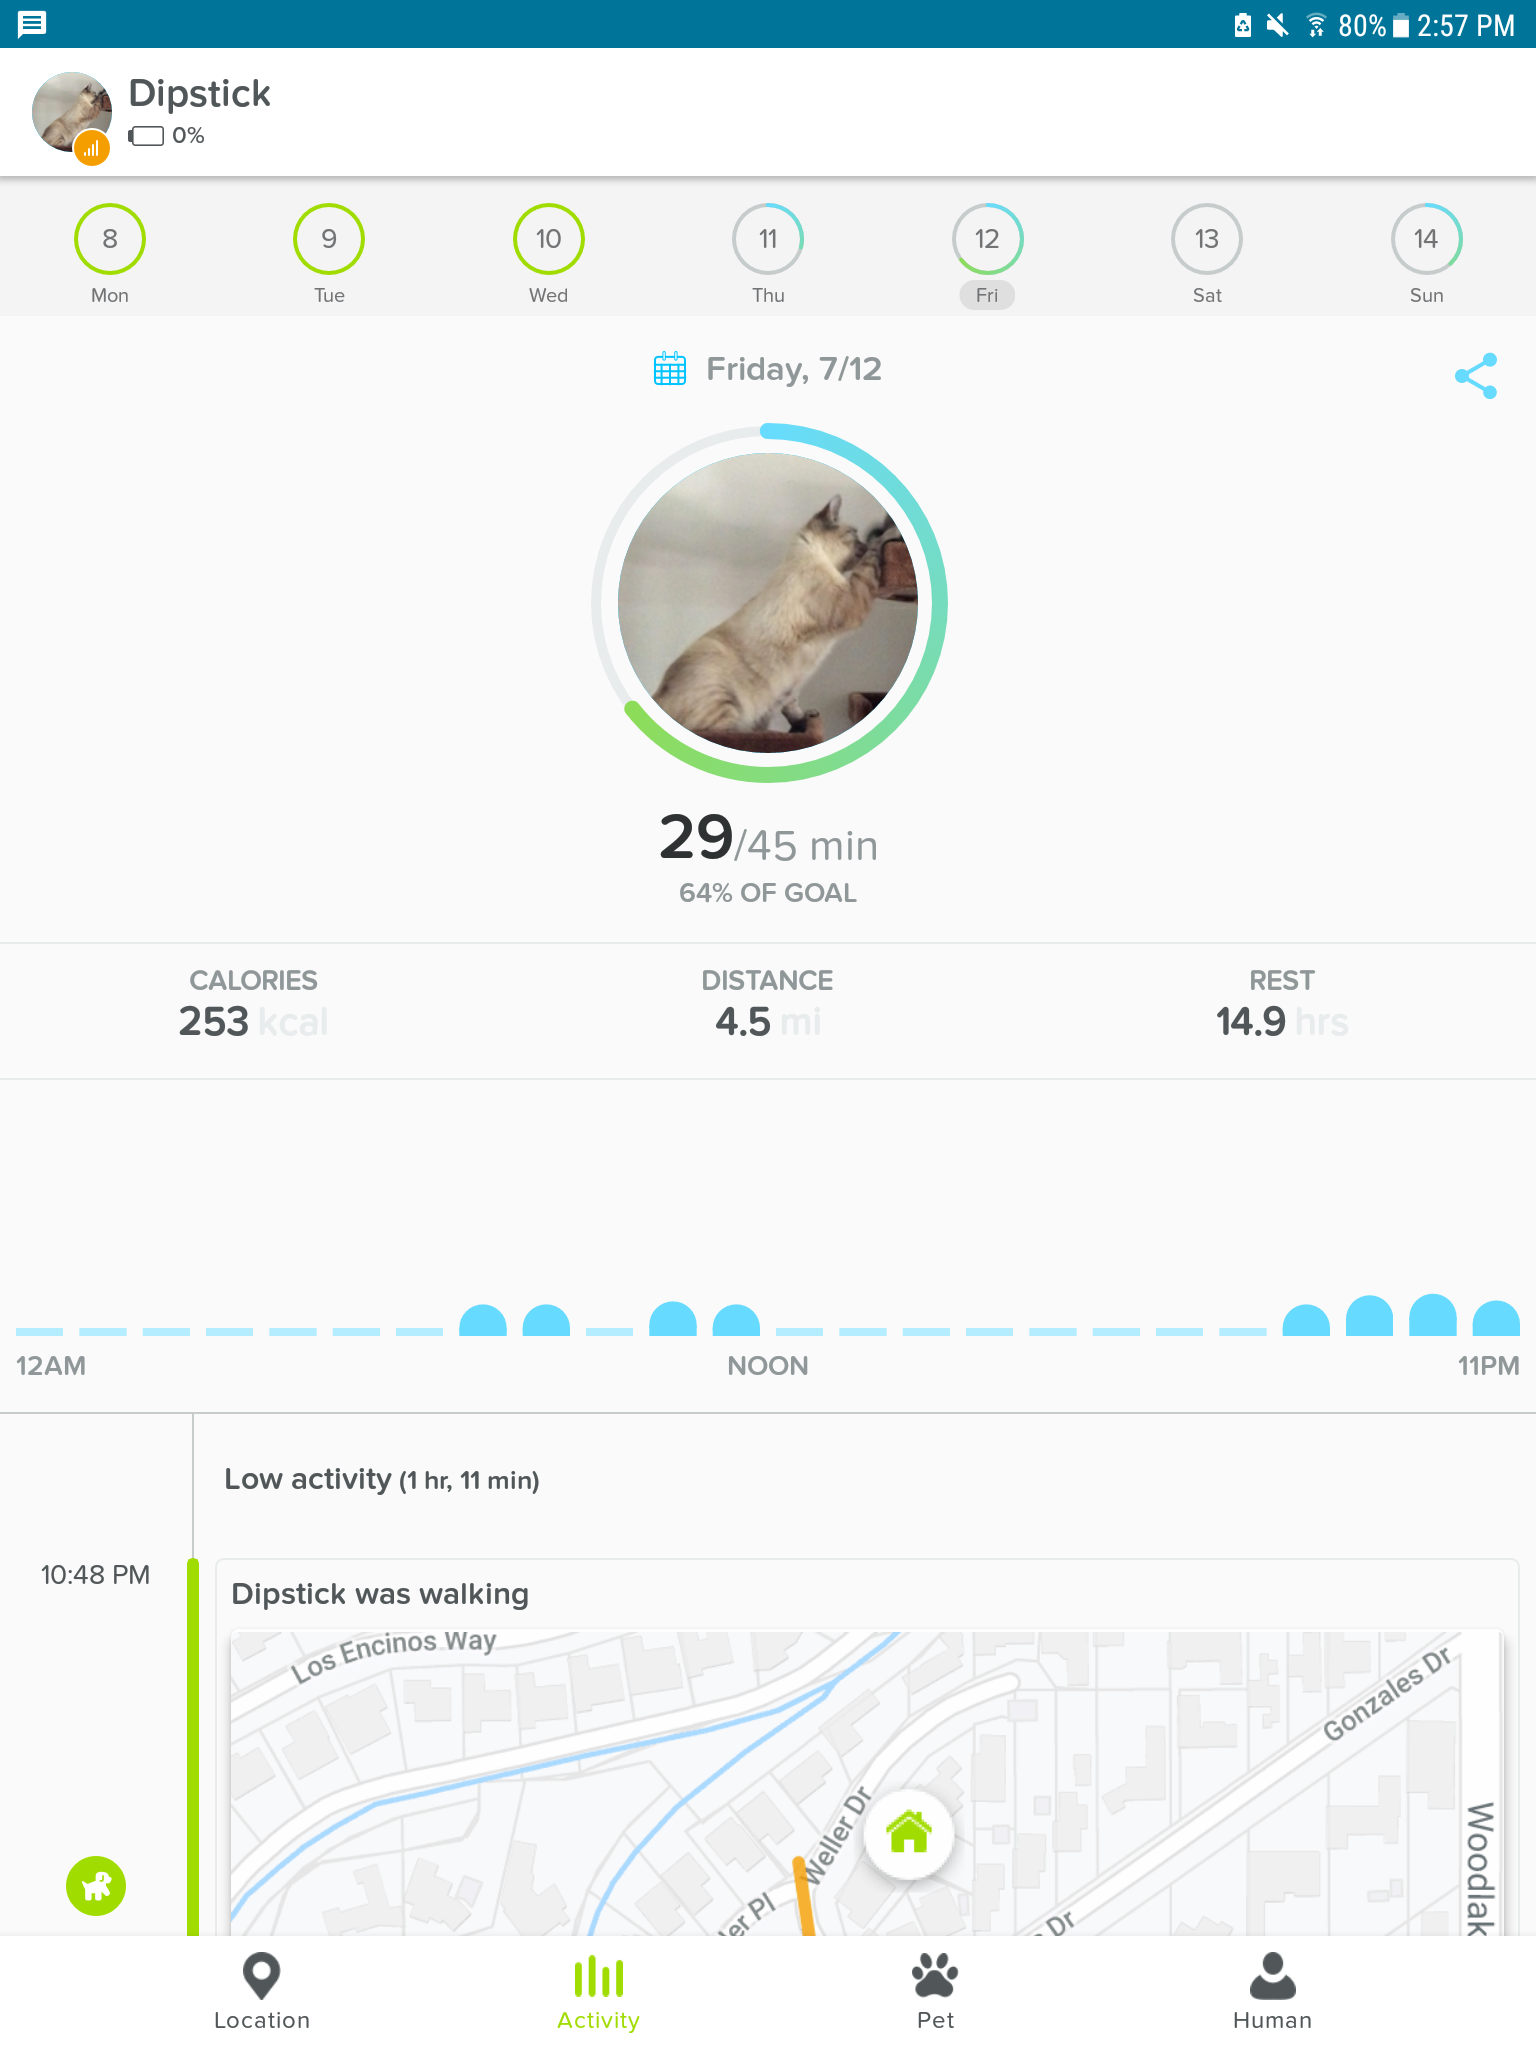 80% 2:57 PM
Dipstick
0%
8 9 10 11 12 13 14
Mon Tue Wed Thu Fri Sat Sun
Friday, 7/12
29/45 min
64% OF GOAL
CALORIES DISTANCE REST
253 kcal 4.5 mi 14.9 hrs
12AM NOON 11PM
Low activity (1 hr, 11 min)
10:48 PM
Dipstick was walking
Los Encinos Way
Gonzales Dr
Weller Dr
Woodlak
ler Pl
Dr
Location Activity Pet Human